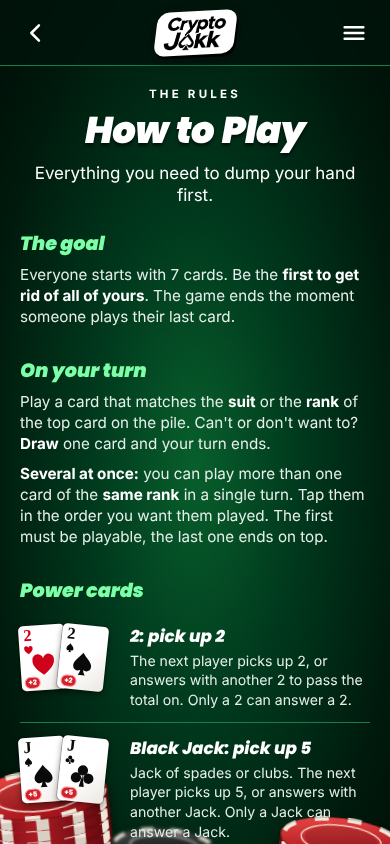 Crypto
Jakk
THE RULES
How to Play
Everything you need to dump your hand
first.
The goal
Everyone starts with 7 cards. Be the first to get
rid of all of yours. The game ends the moment
someone plays their last card.
On your turn
Play a card that matches the suit or the rank of
the top card on the pile. Can't or don't want to?
Draw one card and your turn ends.
Several at once: you can play more than one
card of the same rank in a single turn. Tap them
in the order you want them played. The first
must be playable, the last one ends on top.
Power cards
2 2
+2 +2
2: pick up 2
The next player picks up 2, or
answers with another 2 to pass the
total on. Only a 2 can answer a 2.
J J
+5 +5
Black Jack: pick up 5
Jack of spades or clubs. The next
player picks up 5, or answers with
another Jack. Only a Jack can
answer a Jack.